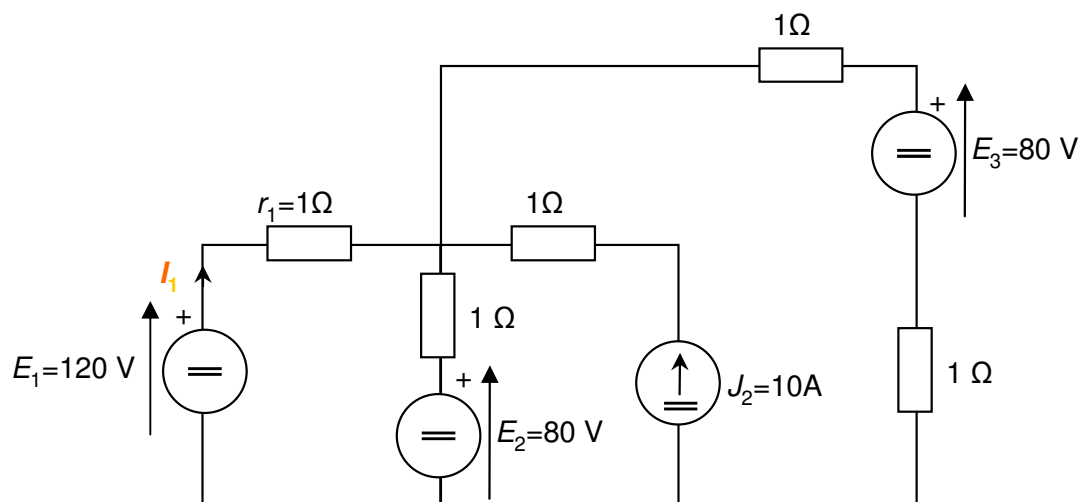 1Ω
+
E₃=80 V
r₁=1Ω
1Ω
I₁
+
1 Ω
E₁=120 V
+
J₂=10A
1 Ω
E₂=80 V